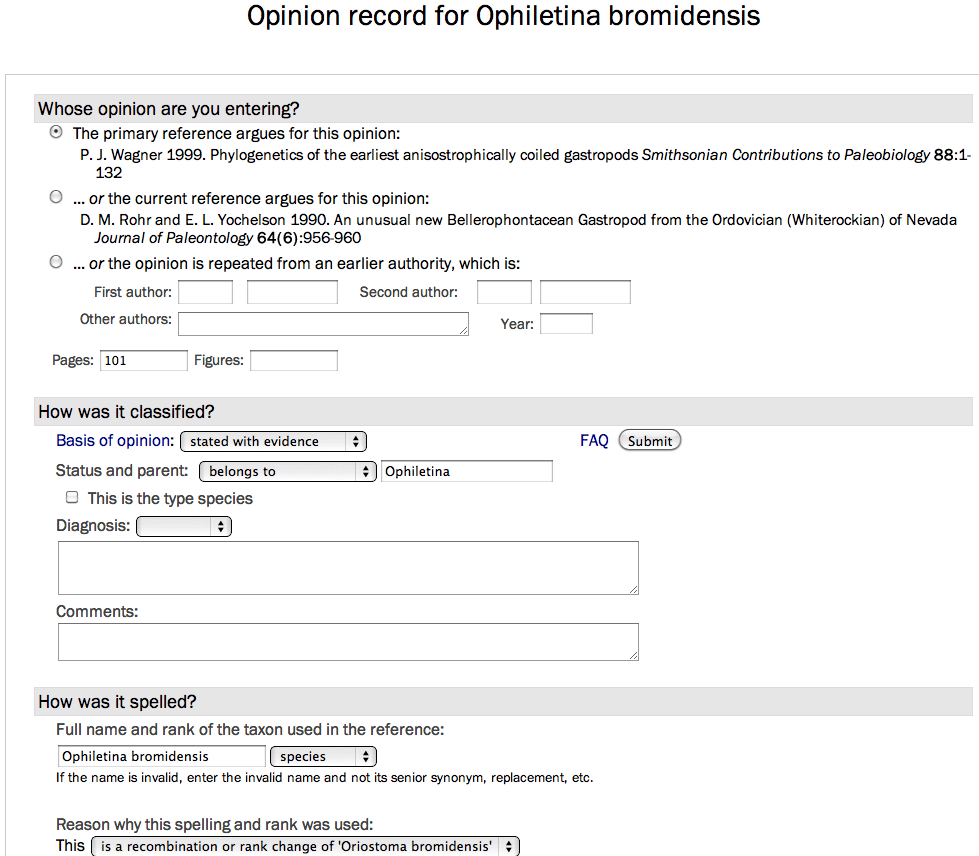 Opinion record for Ophiletina bromidensis
Whose opinion are you entering?
The primary reference argues for this opinion:
P. J. Wagner 1999. Phylogenetics of the earliest anisostrophically coiled gastropods Smithsonian Contributions to Paleobiology 88:1-
132
... or the current reference argues for this opinion:
D. M. Rohr and E. L. Yochelson 1990. An unusual new Bellerophontacean Gastropod from the Ordovician (Whiterockian) of Nevada
Journal of Paleontology 64(6):956-960
... or the opinion is repeated from an earlier authority, which is:
First author: Second author:
Other authors: Year:
Pages: 101 Figures:
How was it classified?
Basis of opinion: stated with evidence FAQ Submit
Status and parent: belongs to Ophiletina
This is the type species
Diagnosis:
Comments:
How was it spelled?
Full name and rank of the taxon used in the reference:
Ophiletina bromidensis species
If the name is invalid, enter the invalid name and not its senior synonym, replacement, etc.
Reason why this spelling and rank was used:
This is a recombination or rank change of 'Oriostoma bromidensis'